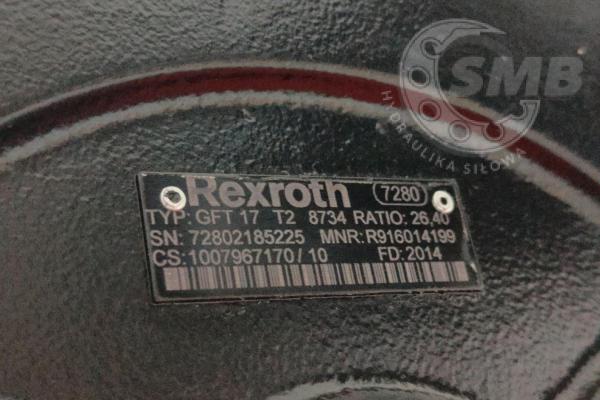 SMB
HYDRAULIKA SIŁOWA
Rexroth 7280
TYP: GFT 17 T2 8734 RATIO: 26,40
SN: 72802185225 MNR: R916014199
CS: 1007967170/10 FD: 2014